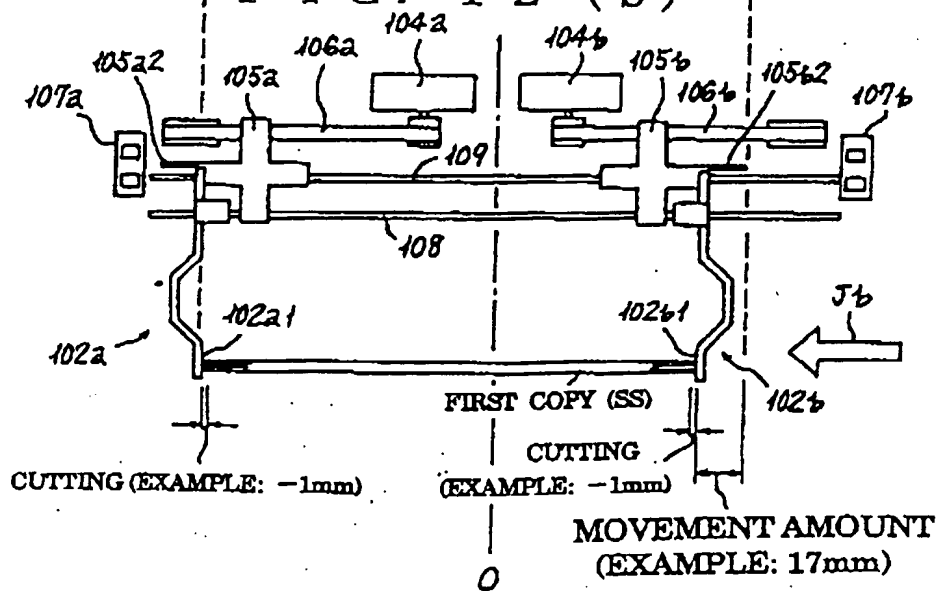 104a
104b
106a
105a2
105a
105b
105b2
107a
106b
107b
109
108
Jb
102a1
102b1
102a
FIRST COPY (SS)
102b
CUTTING
CUTTING (EXAMPLE: −1mm)
(EXAMPLE: −1mm)
MOVEMENT AMOUNT
(EXAMPLE: 17mm)
O